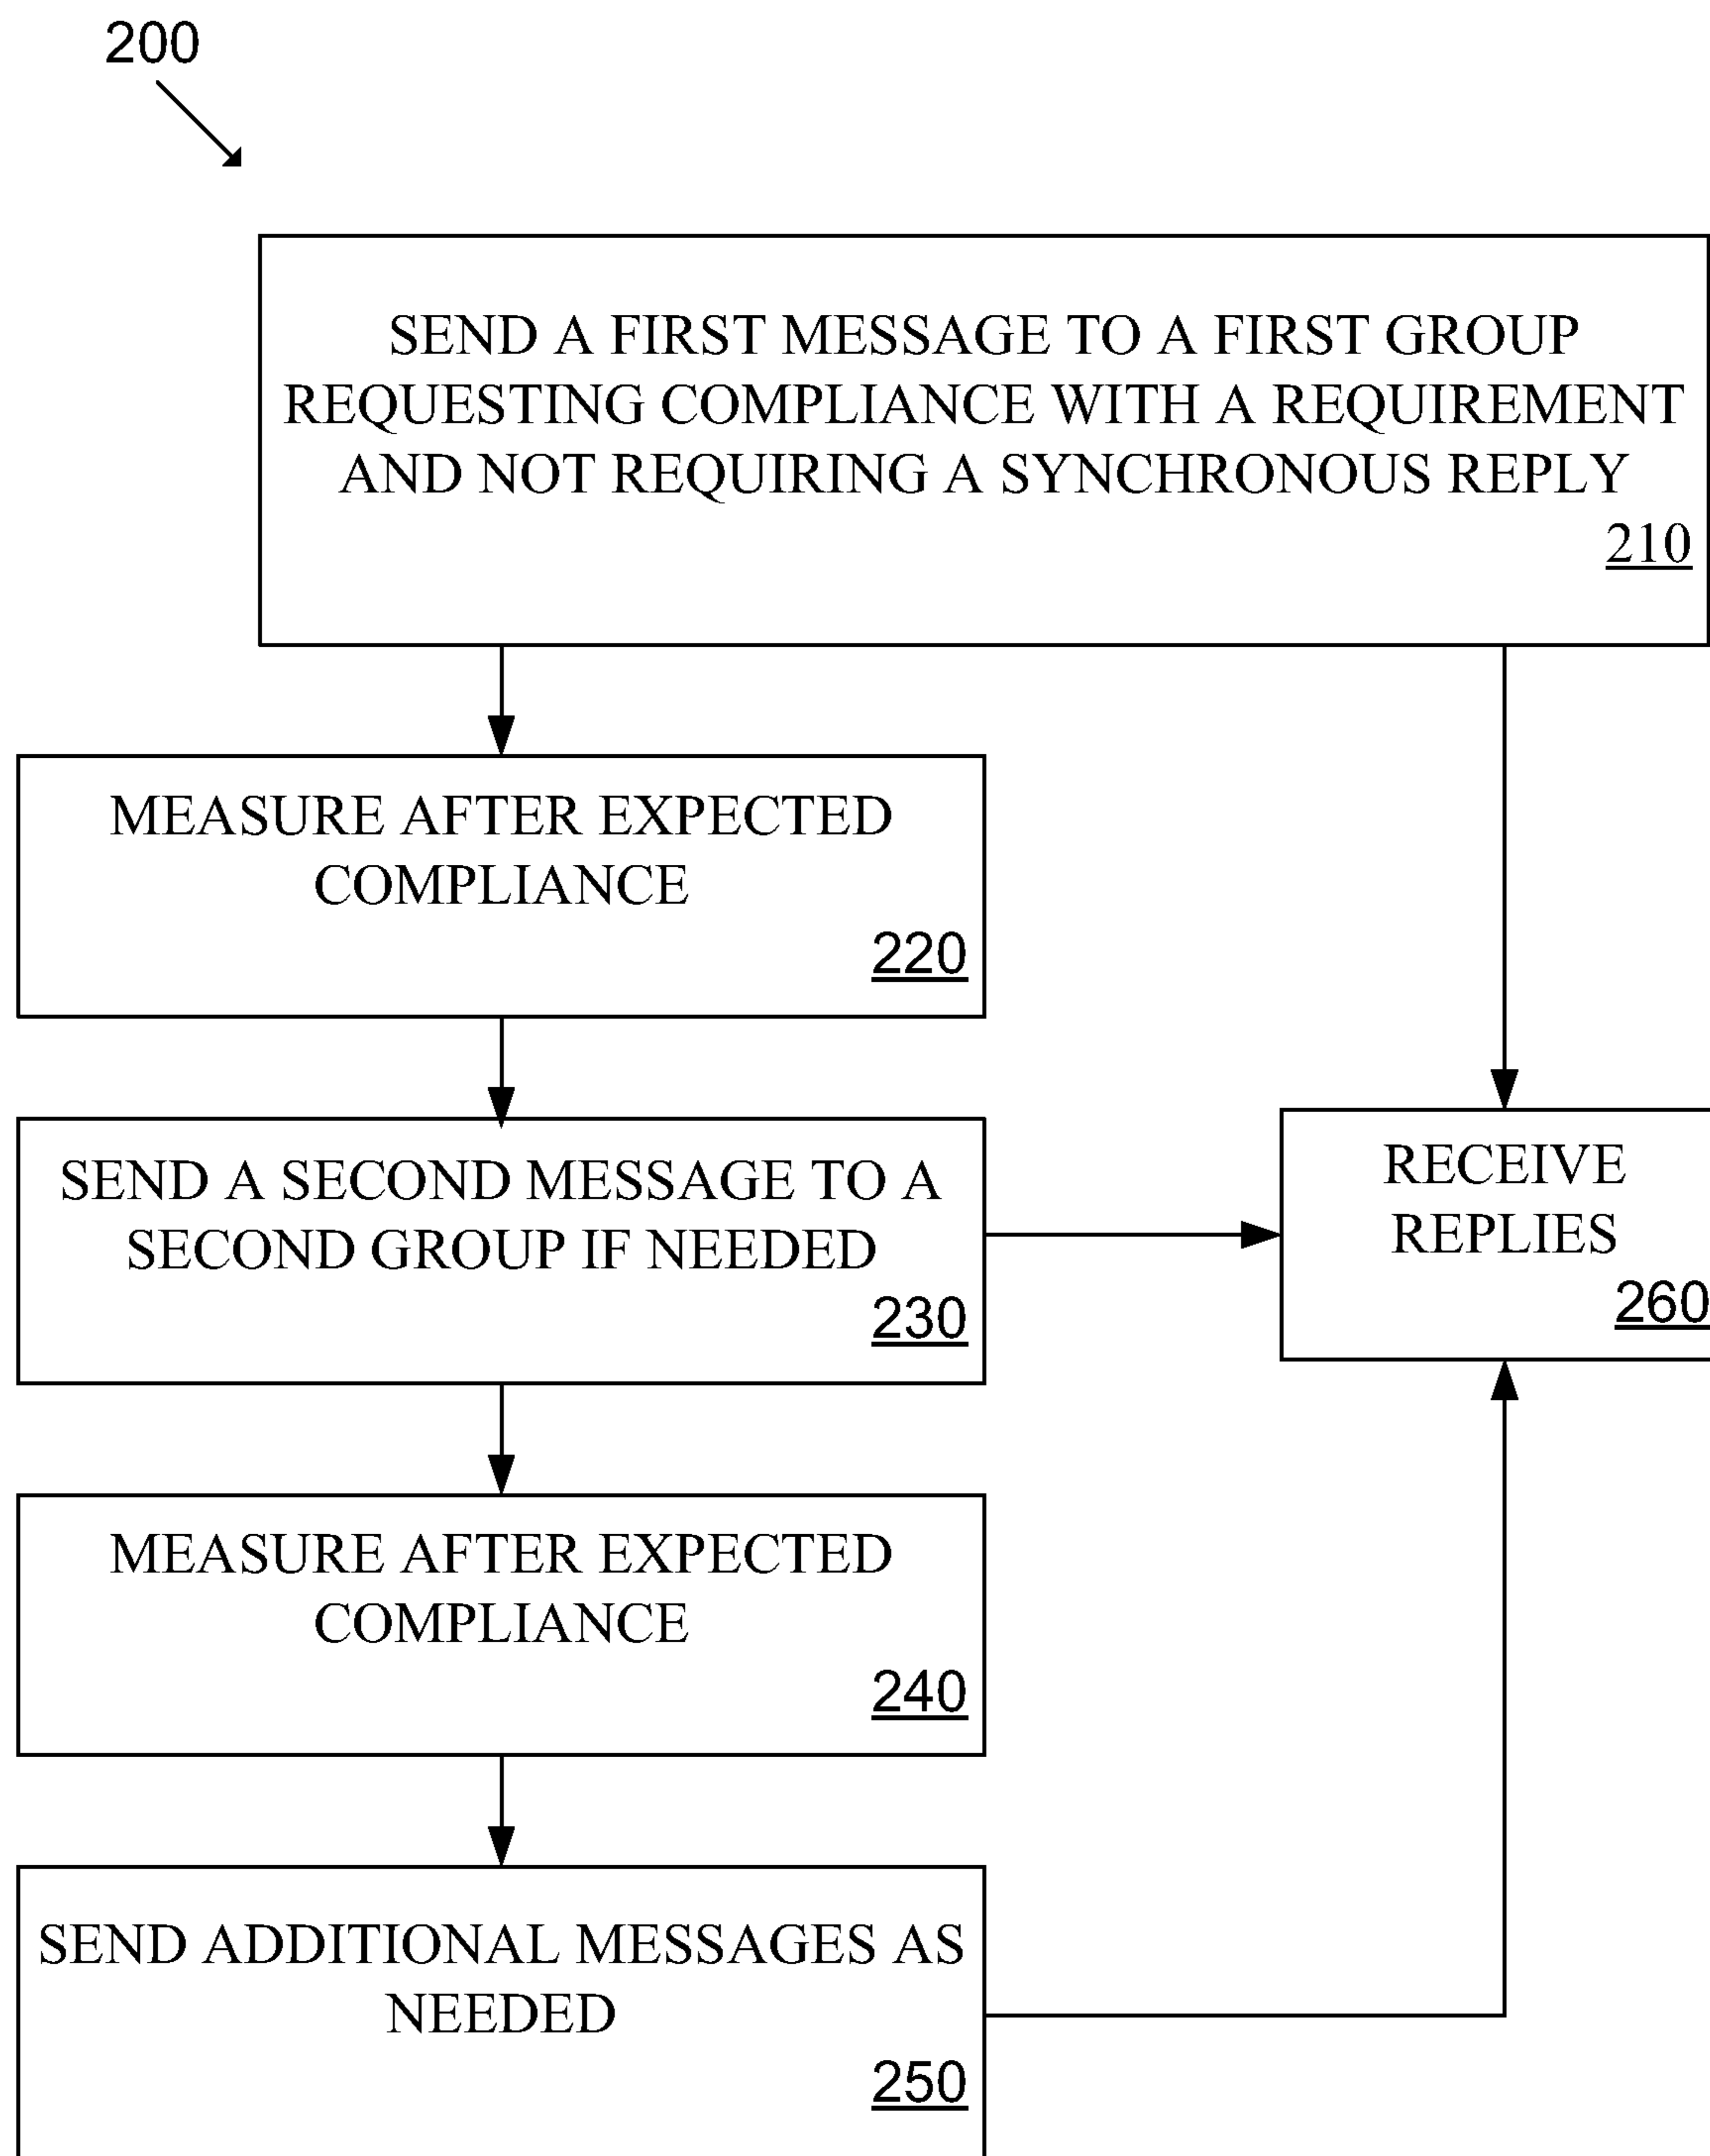 200
SEND A FIRST MESSAGE TO A FIRST GROUP
REQUESTING COMPLIANCE WITH A REQUIREMENT
AND NOT REQUIRING A SYNCHRONOUS REPLY
210
MEASURE AFTER EXPECTED
COMPLIANCE
220
SEND A SECOND MESSAGE TO A
SECOND GROUP IF NEEDED
230
RECEIVE
REPLIES
260
MEASURE AFTER EXPECTED
COMPLIANCE
240
SEND ADDITIONAL MESSAGES AS
NEEDED
250